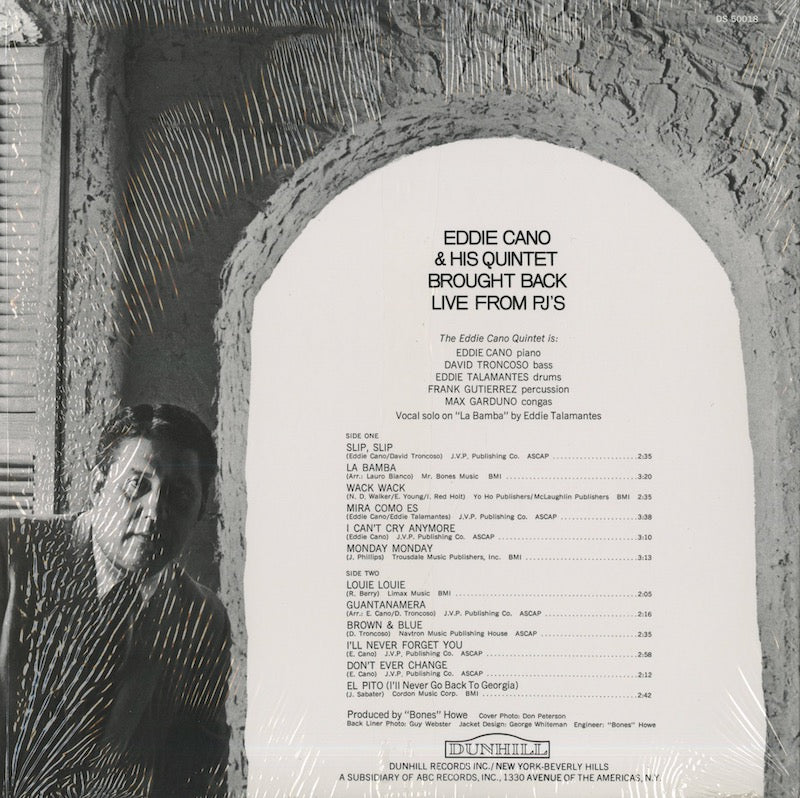 DS 50018
EDDIE CANO
& HIS QUINTET
BROUGHT BACK
LIVE FROM PJ'S
The Eddie Cano Quintet is:
EDDIE CANO piano
DAVID TRONCOSO bass
EDDIE TALAMANTES drums
FRANK GUTIERREZ percussion
MAX GARDUNO congas
Vocal solo on "La Bamba" by Eddie Talamantes
SIDE ONE
SLIP, SLIP
(Eddie Cano/David Troncoso) J.V.P. Publishing Co. ASCAP 2:35
LA BAMBA
(Arr.: Lauro Blanco) Mr. Bones Music BMI 3:20
WACK WACK
(N. D. Walker/E. Young/I. Red Holt) Yo Ho Publishers/McLaughlin Publishers BMI 2:35
MIRA COMO ES
(Eddie Cano/Eddie Talamantes) J.V.P. Publishing Co. ASCAP 3:38
I CAN'T CRY ANYMORE
(Eddie Cano) J.V.P. Publishing Co. ASCAP 3:10
MONDAY MONDAY
(J. Phillips) Trousdale Music Publishers, Inc. BMI 3:13
SIDE TWO
LOUIE LOUIE
(R. Berry) Limax Music BMI 2:05
GUANTANAMERA
(Arr.: E. Cano/D. Troncoso) J.V.P. Publishing Co. ASCAP 2:16
BROWN & BLUE
(D. Troncoso) Navtron Music Publishing House ASCAP 2:35
I'LL NEVER FORGET YOU
(E. Cano) J.V.P. Publishing Co. ASCAP 2:58
DON'T EVER CHANGE
(E. Cano) J.V.P. Publishing Co. ASCAP 2:12
EL PITO (I'll Never Go Back To Georgia)
(J. Sabater) Cordon Music Corp. BMI 2:42
Produced by "Bones" Howe Cover Photo: Don Peterson
Back Liner Photo: Guy Webster Jacket Design: George Whiteman Engineer: "Bones" Howe
DUNHILL
DUNHILL RECORDS INC./NEW YORK-BEVERLY HILLS
A SUBSIDIARY OF ABC RECORDS, INC., 1330 AVENUE OF THE AMERICAS, N.Y.